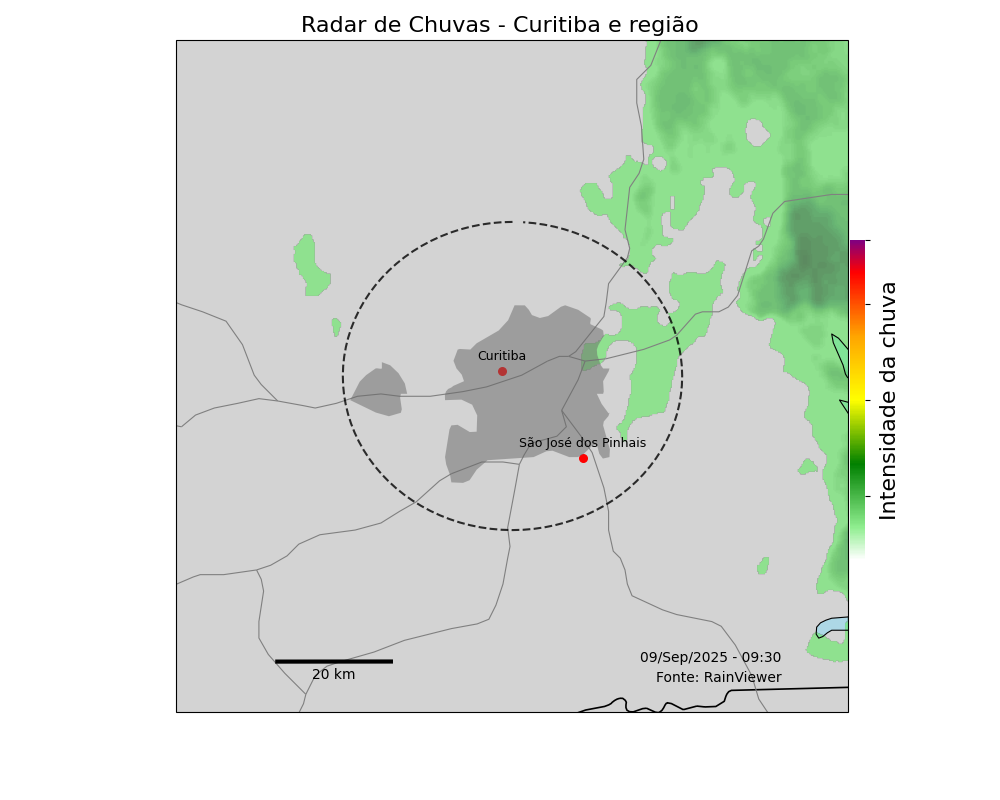 Radar de Chuvas - Curitiba e região
Curitiba
São José dos Pinhais
Intensidade da chuva
09/Sep/2025 - 09:30
Fonte: RainViewer
20 km